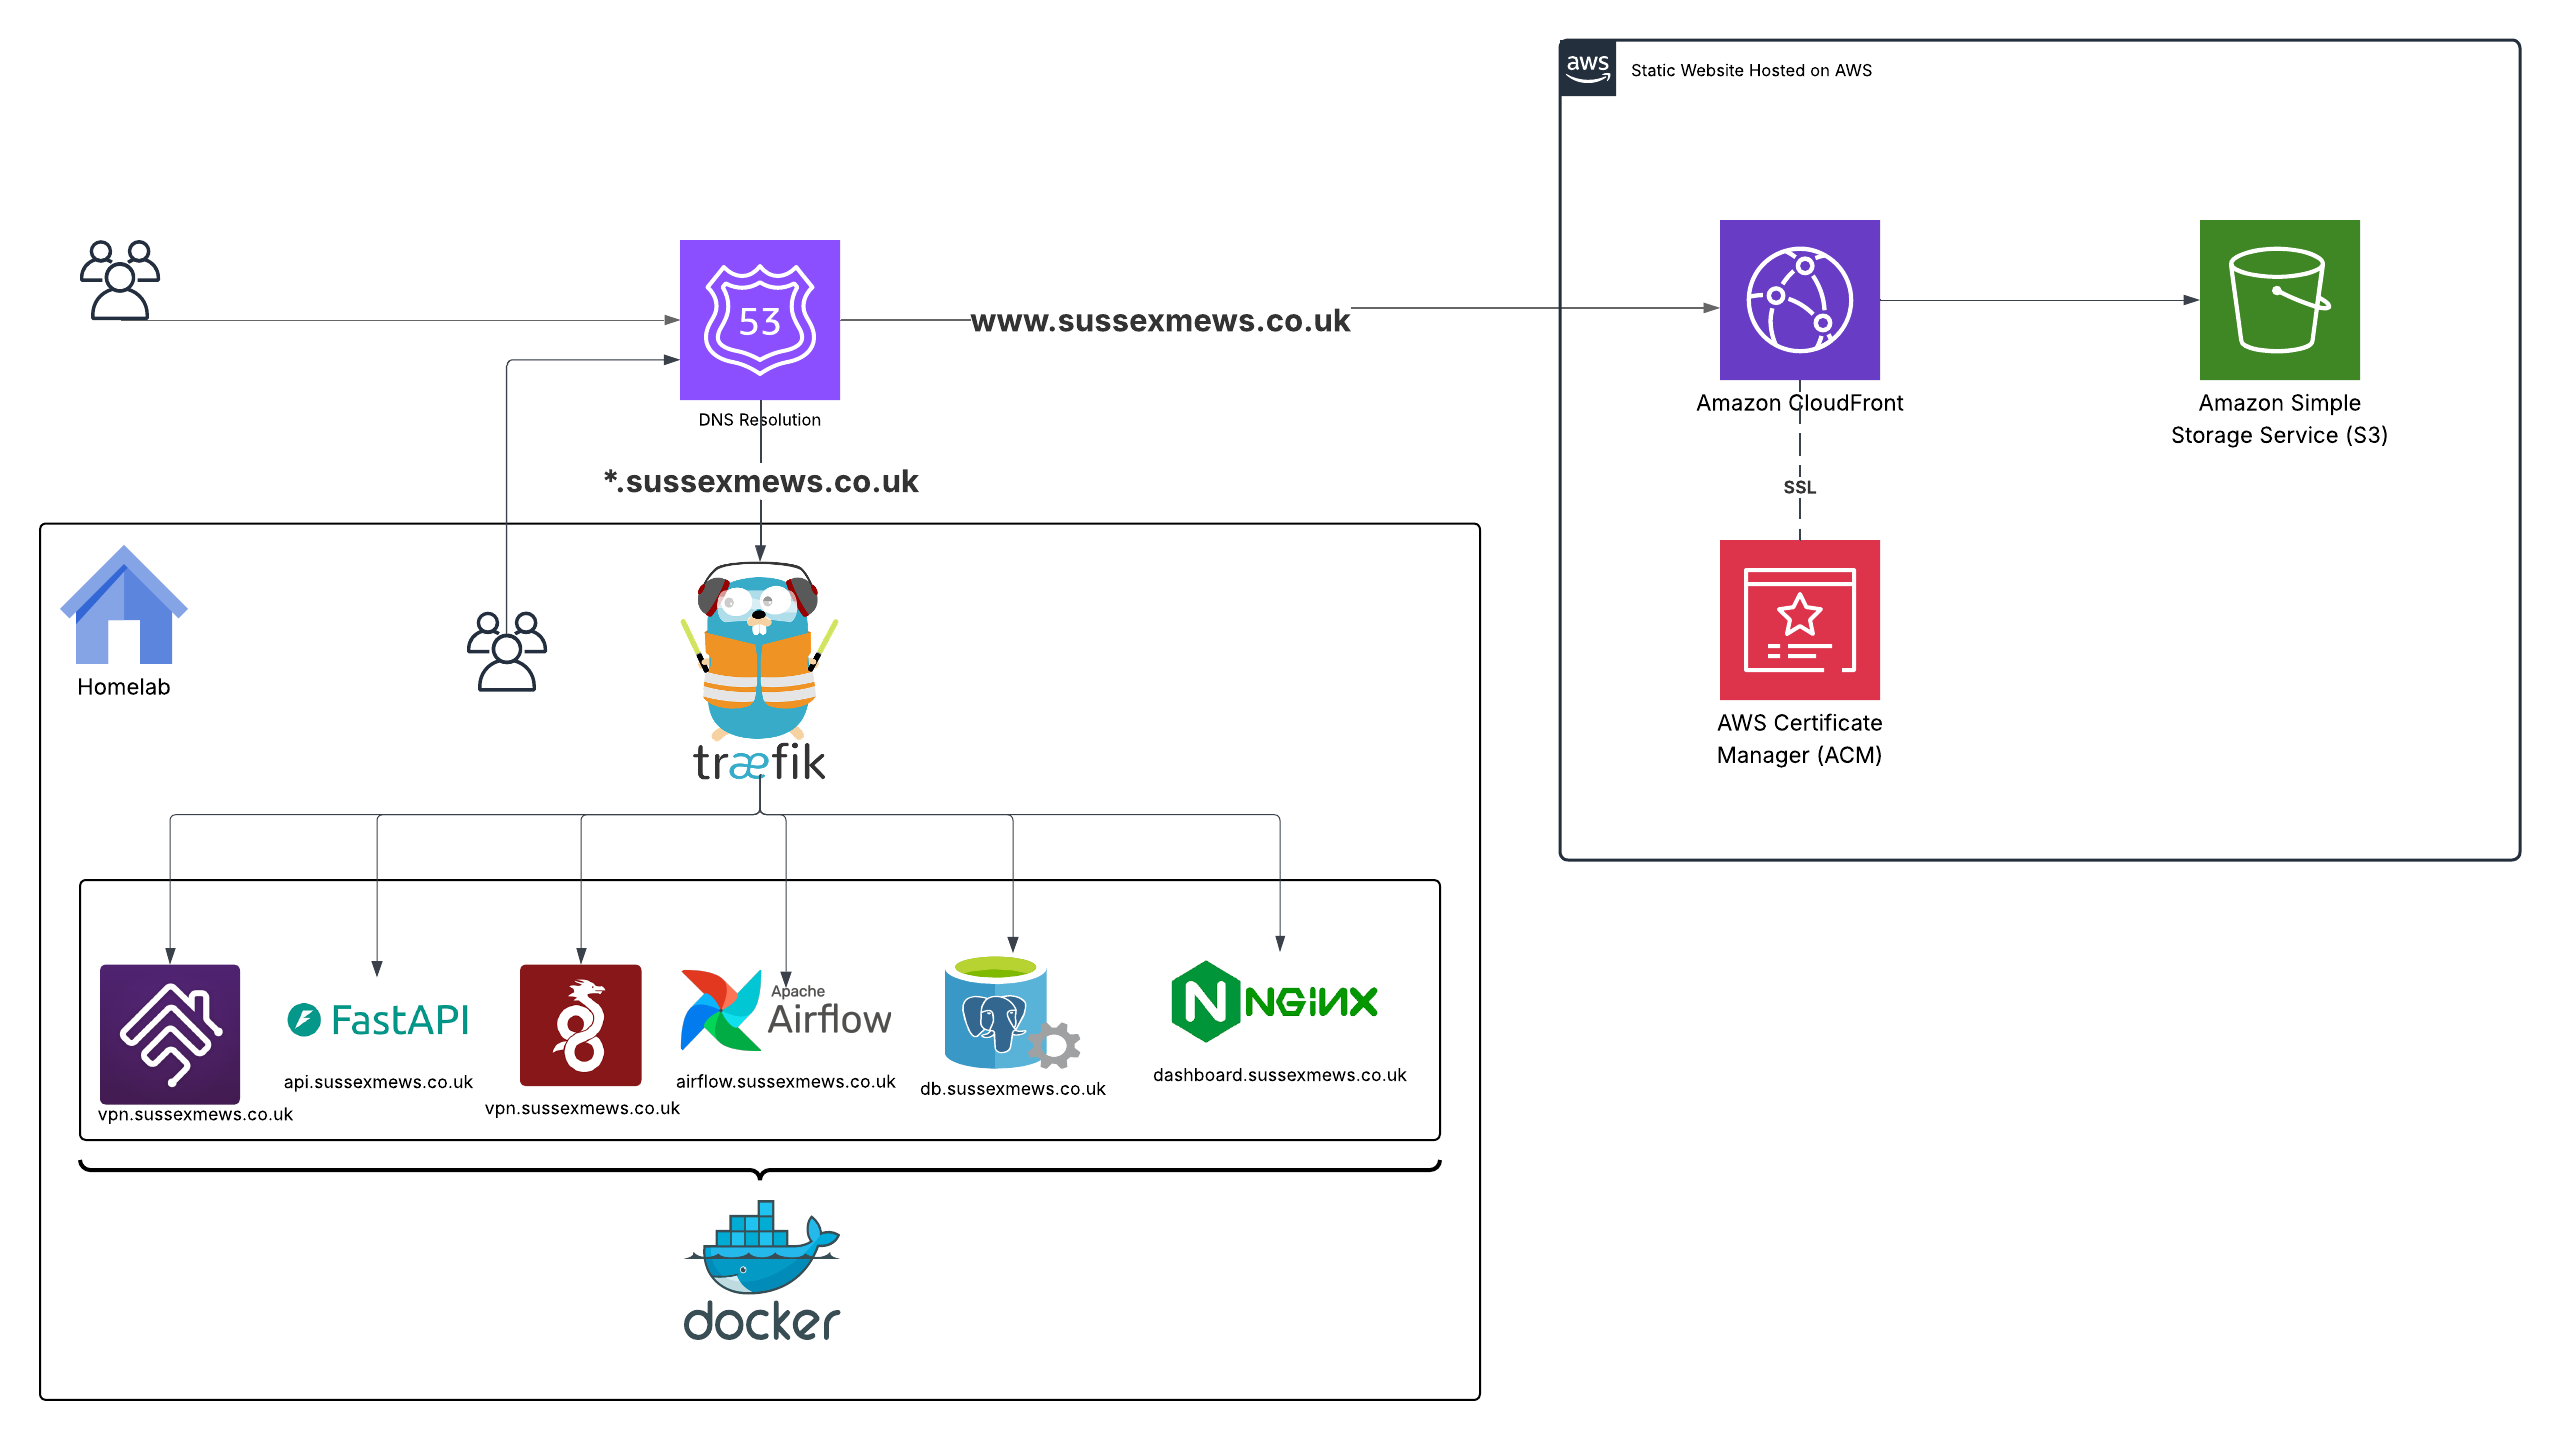 aws
Static Website Hosted on AWS
53
DNS Resolution
www.sussexmews.co.uk
*.sussexmews.co.uk
Amazon CloudFront
Amazon Simple
Storage Service (S3)
SSL
AWS Certificate
Manager (ACM)
Homelab
træfik
vpn.sussexmews.co.uk
FastAPI
api.sussexmews.co.uk
vpn.sussexmews.co.uk
Apache
Airflow
airflow.sussexmews.co.uk
db.sussexmews.co.uk
N NGiNX
dashboard.sussexmews.co.uk
docker